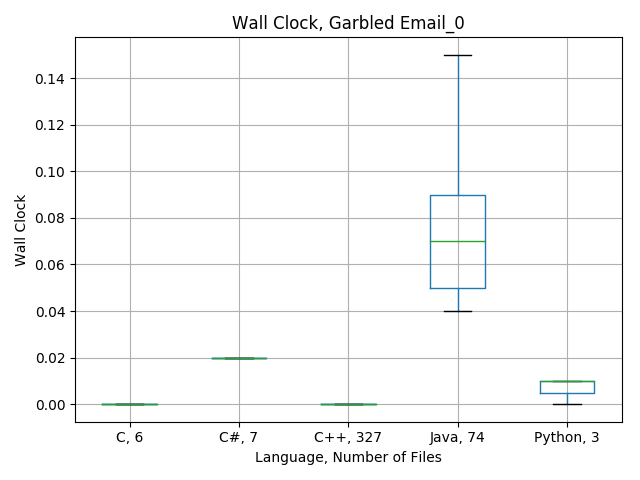 Wall Clock, Garbled Email_0
Wall Clock
0.14
0.12
0.10
0.08
0.06
0.04
0.02
0.00
C, 6
C#, 7
C++, 327
Java, 74
Python, 3
Language, Number of Files